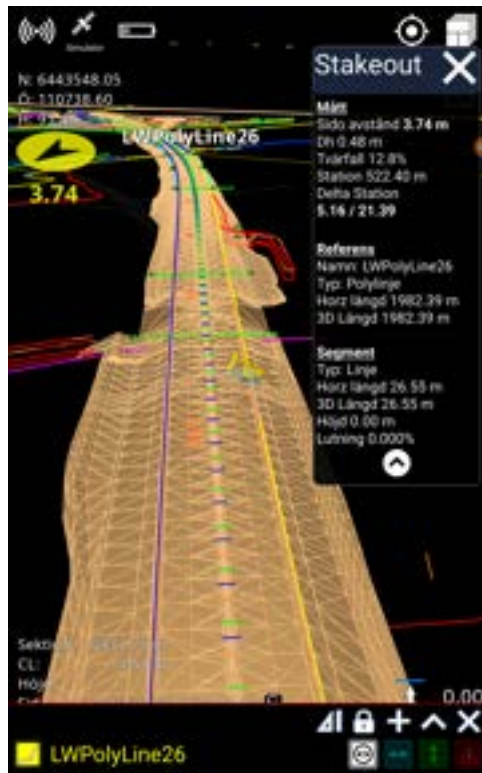 Simulator
Stakeout
N: 6443548.05
Ö: 110738.60
LWPolyLine26
3.74
Mått
Sido avstånd 3.74 m
Dh 0.48 m
Tvärfall 12.8%
Station 522.40 m
Delta Station
5.16 / 21.39
Referens
Namn: LWPolyLine26
Typ: Polylinje
Horz längd 1982.39 m
3D Längd 1982.39 m
Segment
Typ: Linje
Horz längd 26.55 m
3D Längd 26.55 m
Höjd 0.00 m
Lutning 0.000%
CL:
0.00
LWPolyLine26